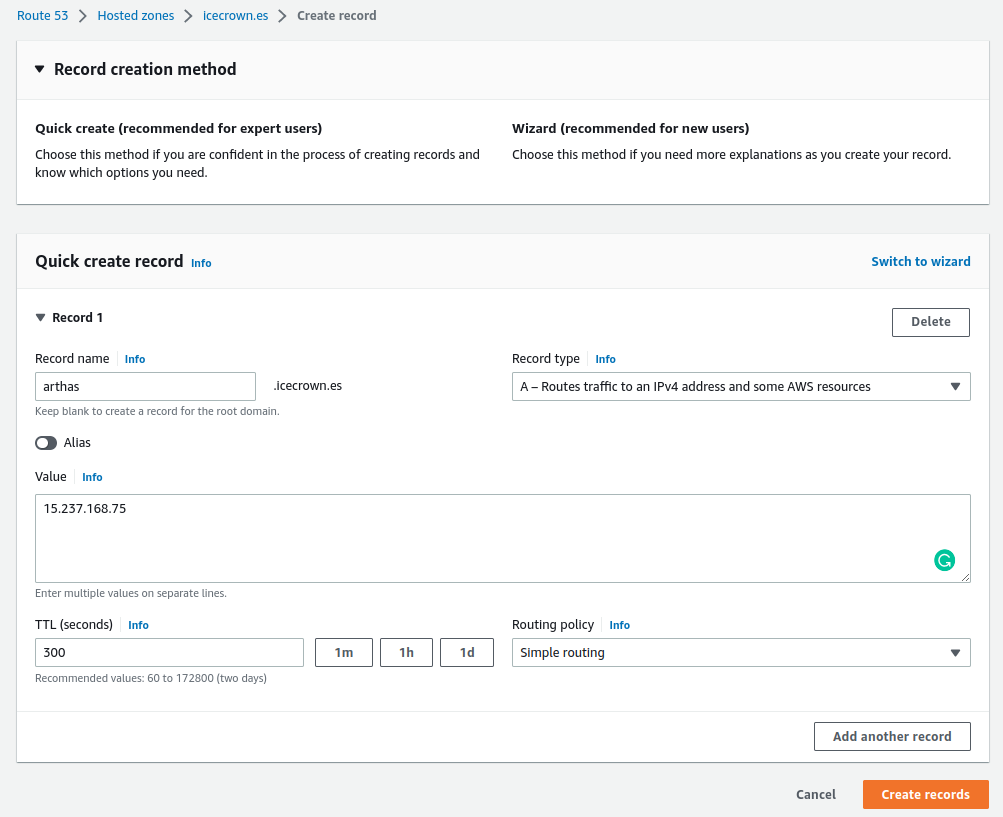 Route 53 > Hosted zones > icecrown.es > Create record
Record creation method
Quick create (recommended for expert users)
Choose this method if you are confident in the process of creating records and
know which options you need.
Wizard (recommended for new users)
Choose this method if you need more explanations as you create your record.
Quick create record Info
Switch to wizard
Record 1
Delete
Record name Info
arthas .icecrown.es
Keep blank to create a record for the root domain.
Record type Info
A – Routes traffic to an IPv4 address and some AWS resources
Alias
Value Info
15.237.168.75
Enter multiple values on separate lines.
TTL (seconds) Info
300 1m 1h 1d
Recommended values: 60 to 172800 (two days)
Routing policy Info
Simple routing
Add another record
Cancel Create records